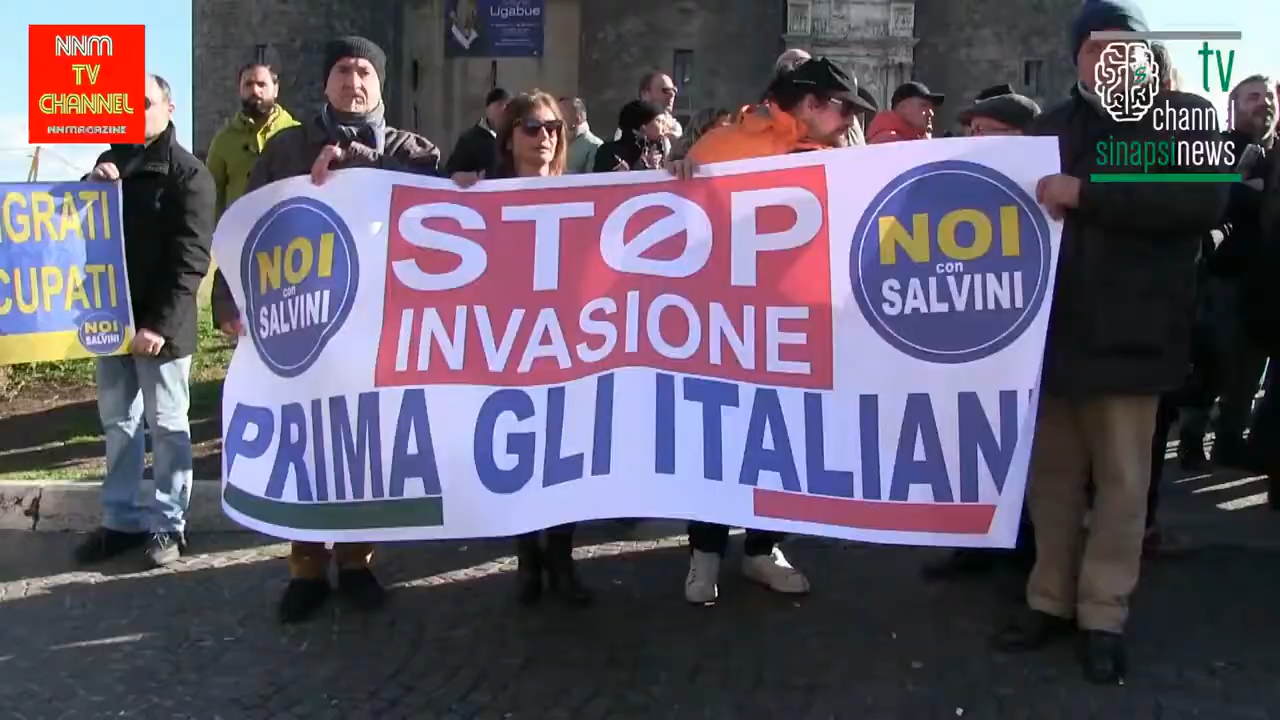 NNM
TV
CHANNEL
NNMAGAZINE
Ligabue
tv
channel
sinapsinews
IGRATI
CUPATI
NOI
con
SALVINI
NOI
con
SALVINI
STOP
INVASIONE
NOI
con
SALVINI
PRIMA GLI ITALIAN